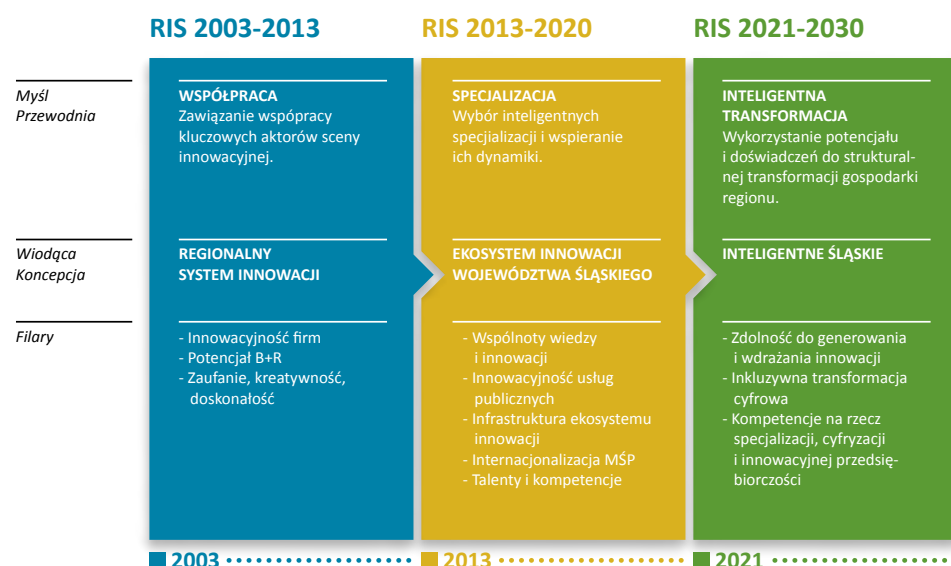 RIS 2003-2013
RIS 2013-2020
RIS 2021-2030
Myśl
Przewodnia
WSPÓŁPRACA
Zawiązanie współpracy
kluczowych aktorów sceny
innowacyjnej.
SPECJALIZACJA
Wybór inteligentnych
specjializacji i wspieranie
ich dynamiki.
INTELIGENTNA
TRANSFORMACJA
Wykorzystanie potencjału
i doświadczeń do struktural-
nej transformacji gospodarki
regionu.
Wiodąca
Koncepcja
REGIONALNY
SYSTEM INNOWACJI
EKOSYSTEM INNOWACJI
WOJEWÓDZTWA ŚLĄSKIEGO
INTELIGENTNE ŚLĄSKIE
Filary
- Innowacyjność firm
- Potencjał B+R
- Zaufanie, kreatywność,
doskonałość
- Wspólnoty wiedzy
i innowacji
- Innowacyjność usług
publicznych
- Infrastruktura ekosystemu
innowacji
- Internacjonalizacja MŚP
- Talenty i kompetencje
- Zdolność do generowania
i wdrażania innowacji
- Inkluzywna transformacja
cyfrowa
- Kompetencje na rzecz
specjalizacji, cyfryzacji
i innowacyjnej przedsię-
biorczości
2003
2013
2021